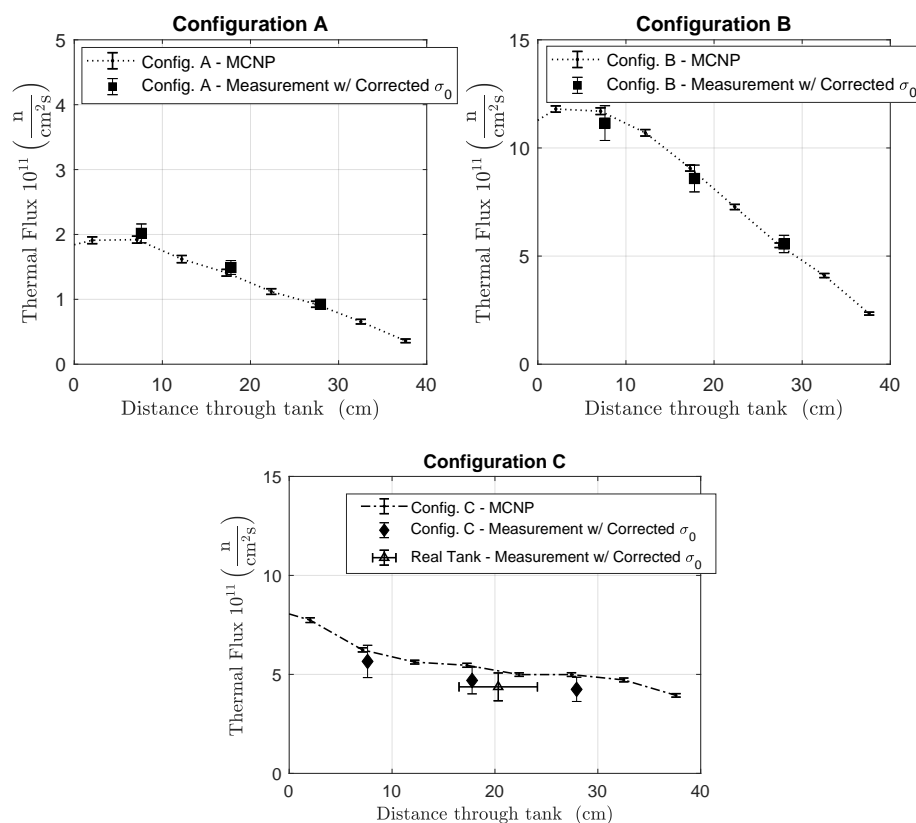 Configuration A
5
4
3
2
1
0
0 10 20 30 40
Thermal Flux 10^11 (n/cm²s)
Distance through tank (cm)
Config. A - MCNP
Config. A - Measurement w/ Corrected σ₀
Configuration B
15
10
5
0
0 10 20 30 40
Thermal Flux 10^11 (n/cm²s)
Distance through tank (cm)
Config. B - MCNP
Config. B - Measurement w/ Corrected σ₀
Configuration C
15
10
5
0
0 10 20 30 40
Thermal Flux 10^11 (n/cm²s)
Distance through tank (cm)
Config. C - MCNP
Config. C - Measurement w/ Corrected σ₀
Real Tank - Measurement w/ Corrected σ₀